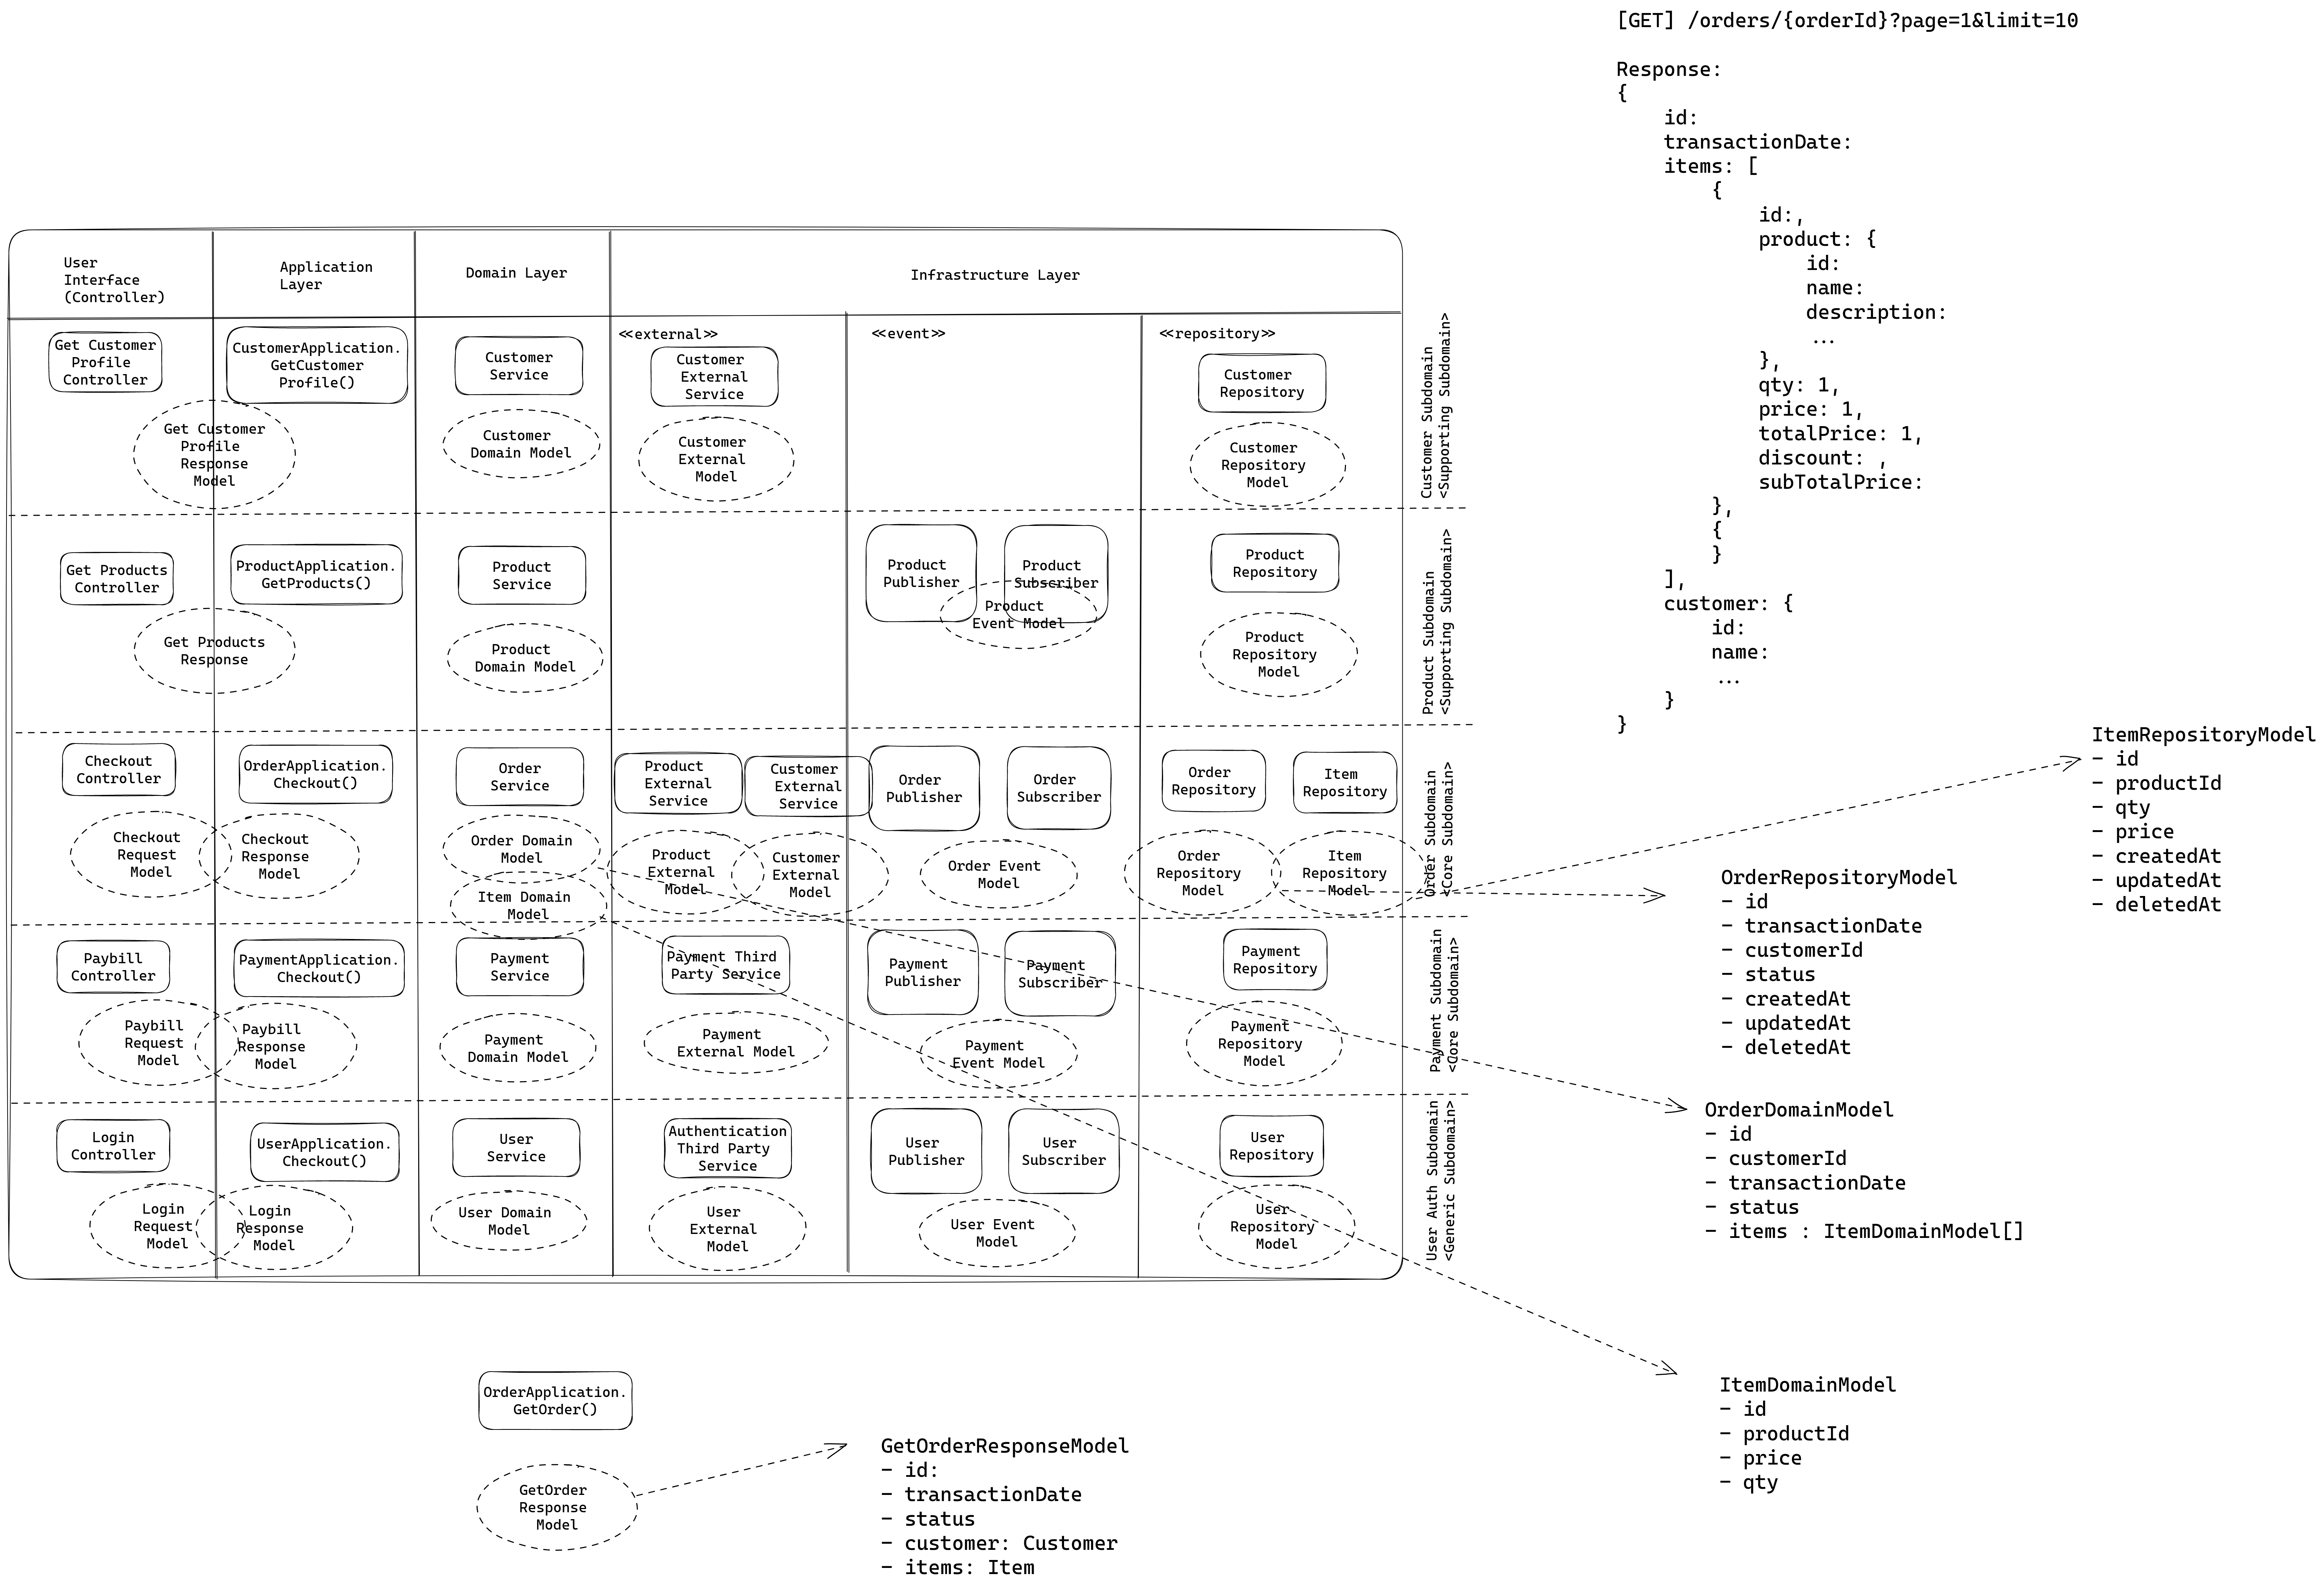 [GET] /orders/{orderId}?page=1&limit=10
Response:
{
id:
transactionDate:
items: [
{
id:,
product: {
id:
name:
description:
...
},
qty: 1,
price: 1,
totalPrice: 1,
discount: ,
subTotalPrice:
},
{
}
],
customer: {
id:
name:
...
}
}
User
Interface
(Controller)
Application
Layer
Domain Layer
Infrastructure Layer
<<external>>
<<event>>
<<repository>>
Get Customer
Profile
Controller
CustomerApplication.
GetCustomer
Profile()
Customer
Service
Customer
External
Service
Customer
Repository
Get Customer
Profile
Response
Model
Customer
Domain Model
Customer
External
Model
Customer
Repository
Model
Customer Subdomain
<Supporting Subdomain>
Get Products
Controller
ProductApplication.
GetProducts()
Product
Service
Product
Publisher
Product
Subscriber
Product
Repository
Get Products
Response
Product
Domain Model
Product
Event Model
Product
Repository
Model
Product Subdomain
<Supporting Subdomain>
Checkout
Controller
OrderApplication.
Checkout()
Order
Service
Product
External
Service
Customer
External
Service
Order
Publisher
Order
Subscriber
Order
Repository
Item
Repository
Checkout
Request
Model
Checkout
Response
Model
Order Domain
Model
Item Domain
Model
Product
External
Model
Customer
External
Model
Order Event
Model
Order
Repository
Model
Item
Repository
Model
Order Subdomain
<Core Subdomain>
Paybill
Controller
PaymentApplication.
Checkout()
Payment
Service
Payment Third
Party Service
Payment
Publisher
Payment
Subscriber
Payment
Repository
Paybill
Request
Model
Paybill
Response
Model
Payment
Domain Model
Payment
External Model
Payment
Event Model
Payment
Repository
Model
Payment Subdomain
<Core Subdomain>
Login
Controller
UserApplication.
Checkout()
User
Service
Authentication
Third Party
Service
User
Publisher
User
Subscriber
User
Repository
Login
Request
Model
Login
Response
Model
User Domain
Model
User
External
Model
User Event
Model
User
Repository
Model
User Auth Subdomain
<Generic Subdomain>
ItemRepositoryModel
- id
- productId
- qty
- price
- createdAt
- updatedAt
- deletedAt
OrderRepositoryModel
- id
- transactionDate
- customerId
- status
- createdAt
- updatedAt
- deletedAt
OrderDomainModel
- id
- customerId
- transactionDate
- status
- items : ItemDomainModel[]
ItemDomainModel
- id
- productId
- price
- qty
OrderApplication.
GetOrder()
GetOrder
Response
Model
GetOrderResponseModel
- id:
- transactionDate
- status
- customer: Customer
- items: Item